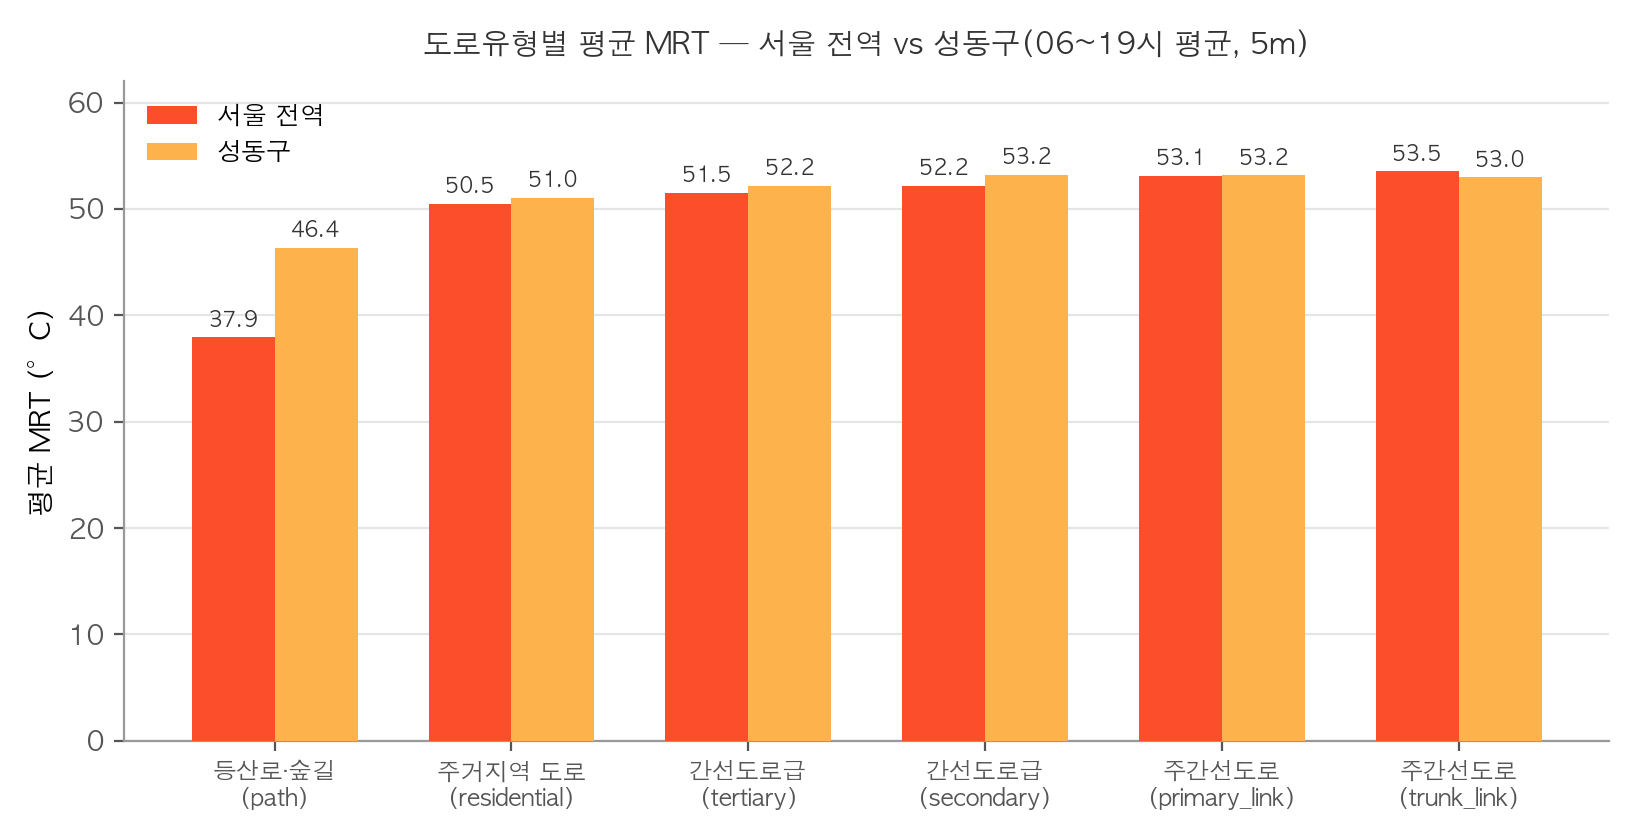 도로유형별 평균 MRT — 서울 전역 vs 성동구(06~19시 평균, 5m)
서울 전역
성동구
평균 MRT (°C)
60
50
40
30
20
10
0
37.9
46.4
50.5
51.0
51.5
52.2
52.2
53.2
53.1
53.2
53.5
53.0
등산로·숲길
(path)
주거지역 도로
(residential)
간선도로급
(tertiary)
간선도로급
(secondary)
주간선도로
(primary_link)
주간선도로
(trunk_link)